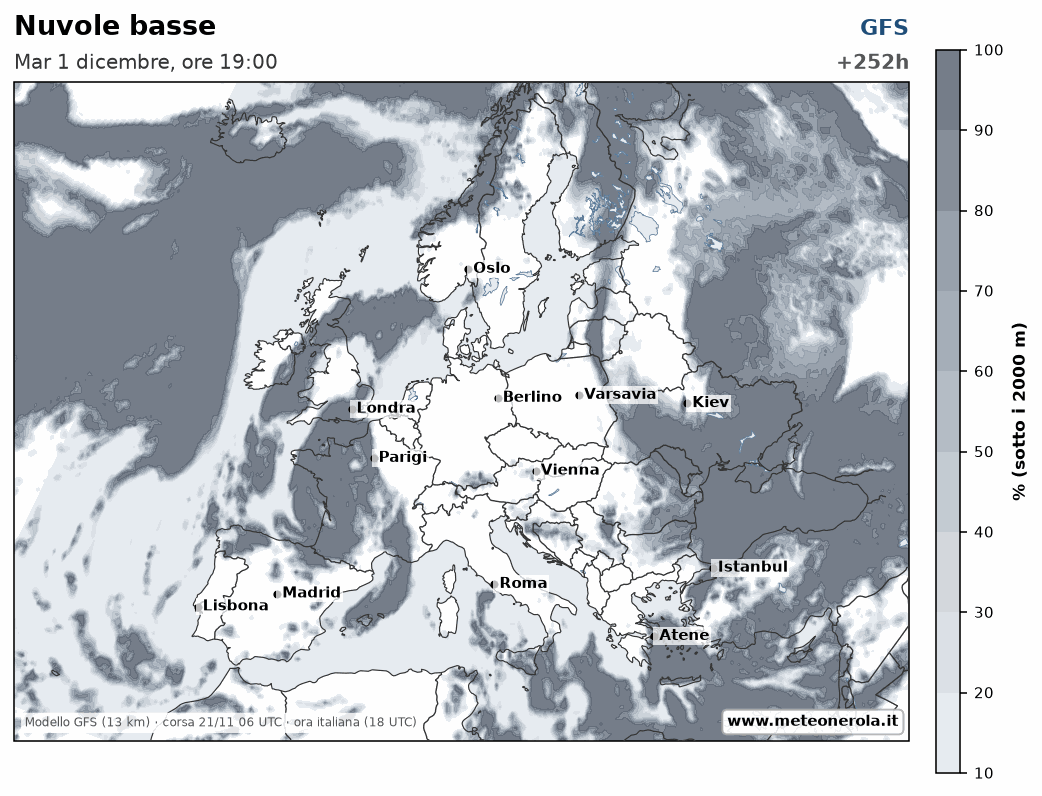 Nuvole basse
GFS
Mar 1 dicembre, ore 19:00
+252h
100
90
80
70
60
50
40
30
20
10
% (sotto i 2000 m)
Oslo
Berlino
Varsavia
Londra
Kiev
Parigi
Vienna
Istanbul
Roma
Madrid
Lisbona
Atene
Modello GFS (13 km) · corsa 21/11 06 UTC · ora italiana (18 UTC)
www.meteonerola.it